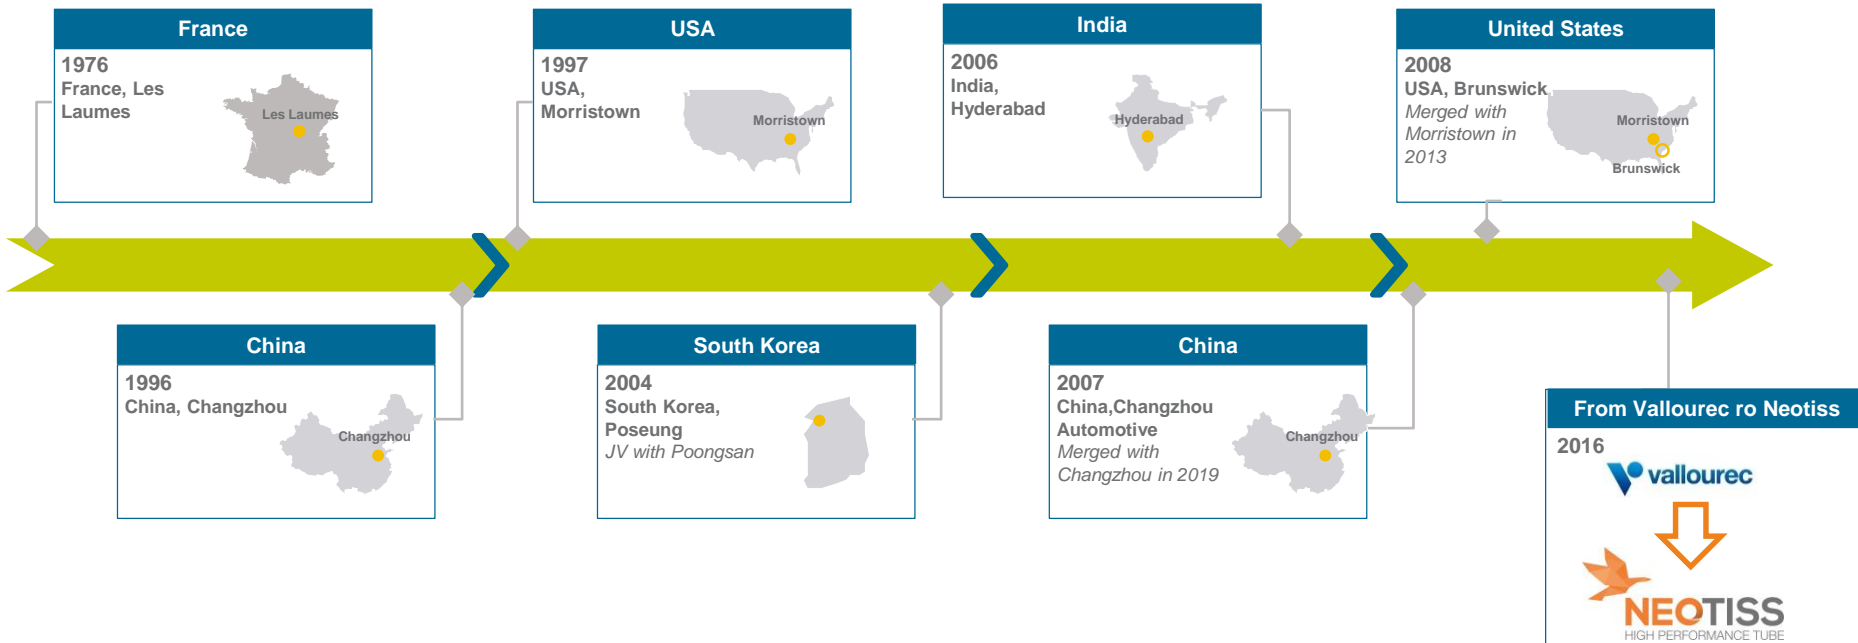 France
1976
France, Les
Laumes
Les Laumes
USA
1997
USA,
Morristown
Morristown
India
2006
India,
Hyderabad
Hyderabad
United States
2008
USA, Brunswick
Merged with
Morristown in
2013
Morristown
Brunswick
China
1996
China, Changzhou
Changzhou
South Korea
2004
South Korea,
Poseung
JV with Poongsan
China
2007
China,Changzhou
Automotive
Merged with
Changzhou in 2019
Changzhou
From Vallourec ro Neotiss
2016
vallourec
NEOTISS
HIGH PERFORMANCE TUBE